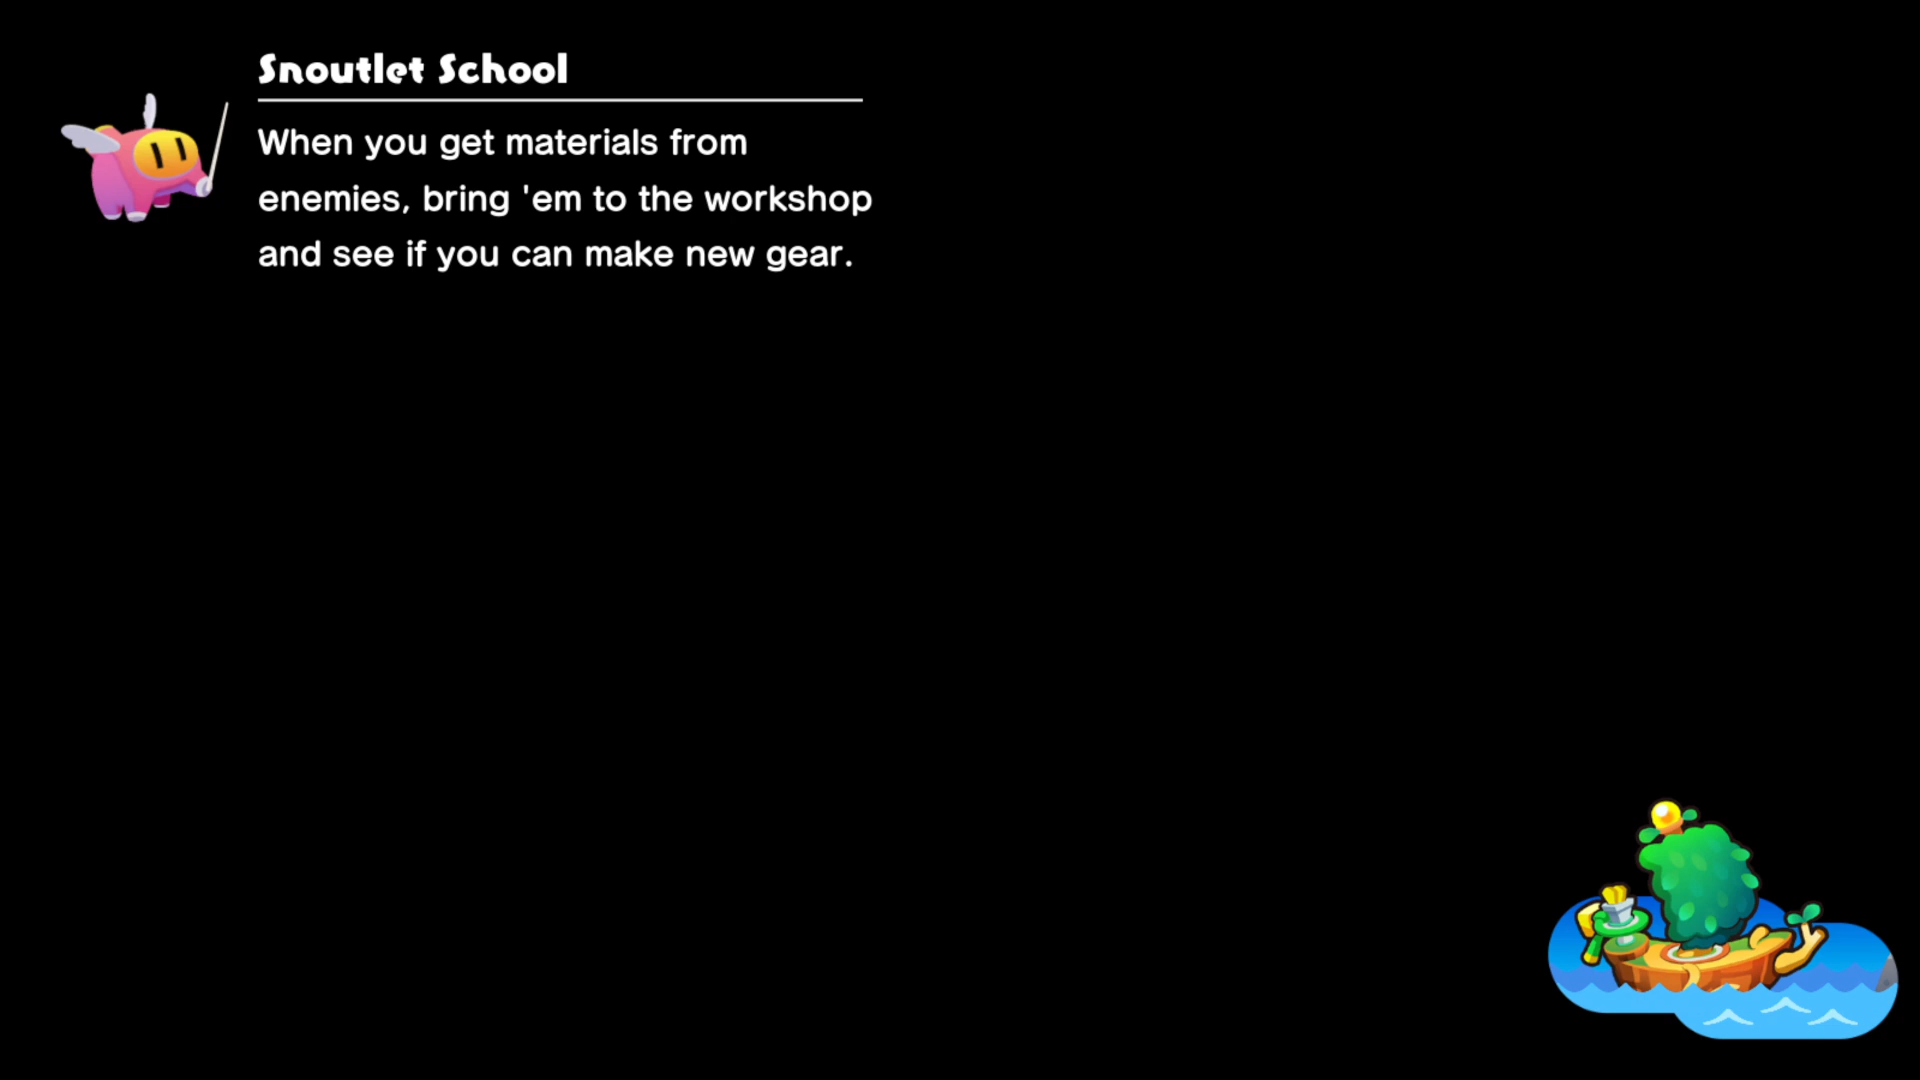 Snoutlet School
When you get materials from
enemies, bring 'em to the workshop
and see if you can make new gear.